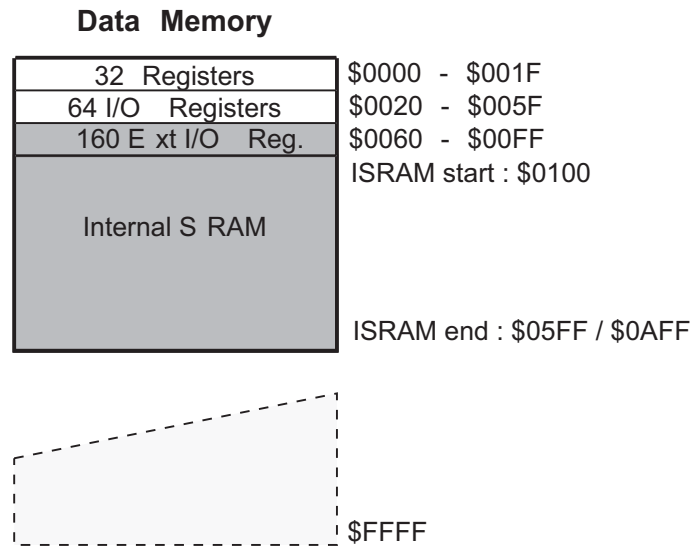 Data Memory
32 Registers
$0000 - $001F
64 I/O Registers
$0020 - $005F
160 E xt I/O Reg.
$0060 - $00FF
ISRAM start : $0100
Internal S RAM
ISRAM end : $05FF / $0AFF
$FFFF